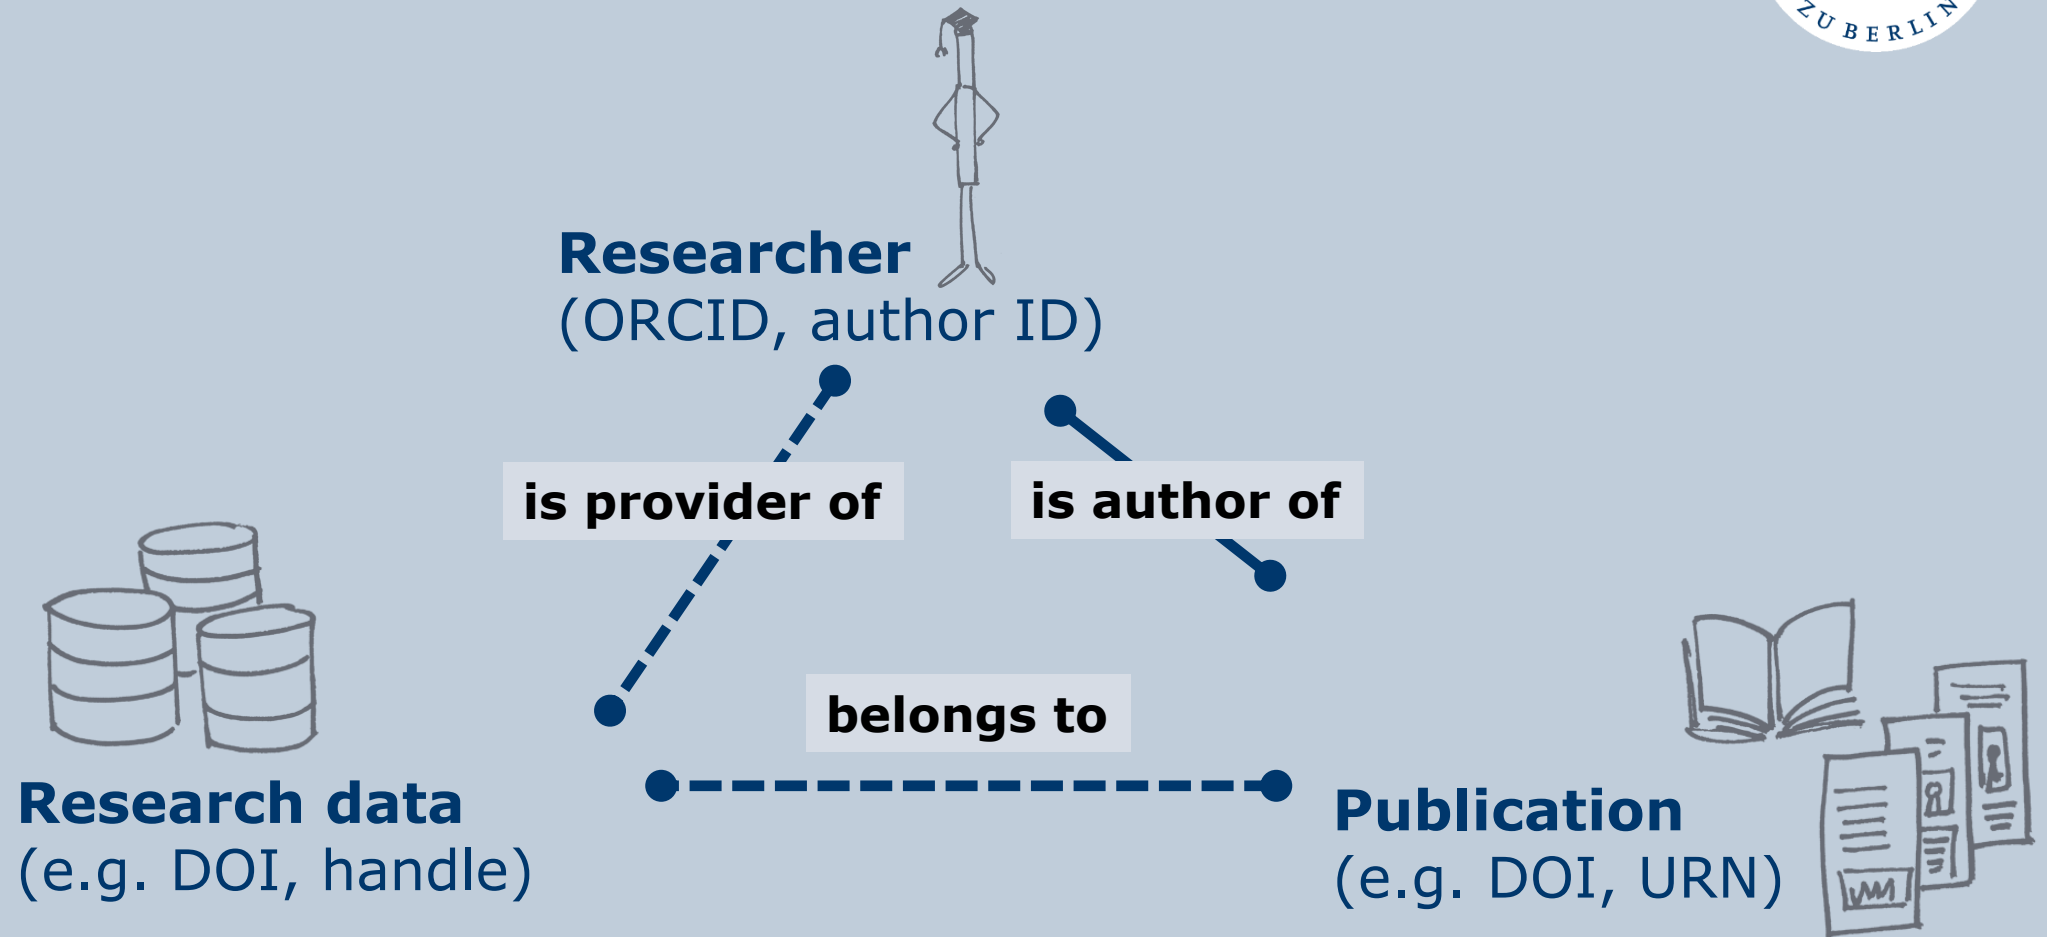 ZU BERLIN
Researcher
(ORCID, author ID)
is provider of
is author of
belongs to
Research data
(e.g. DOI, handle)
Publication
(e.g. DOI, URN)